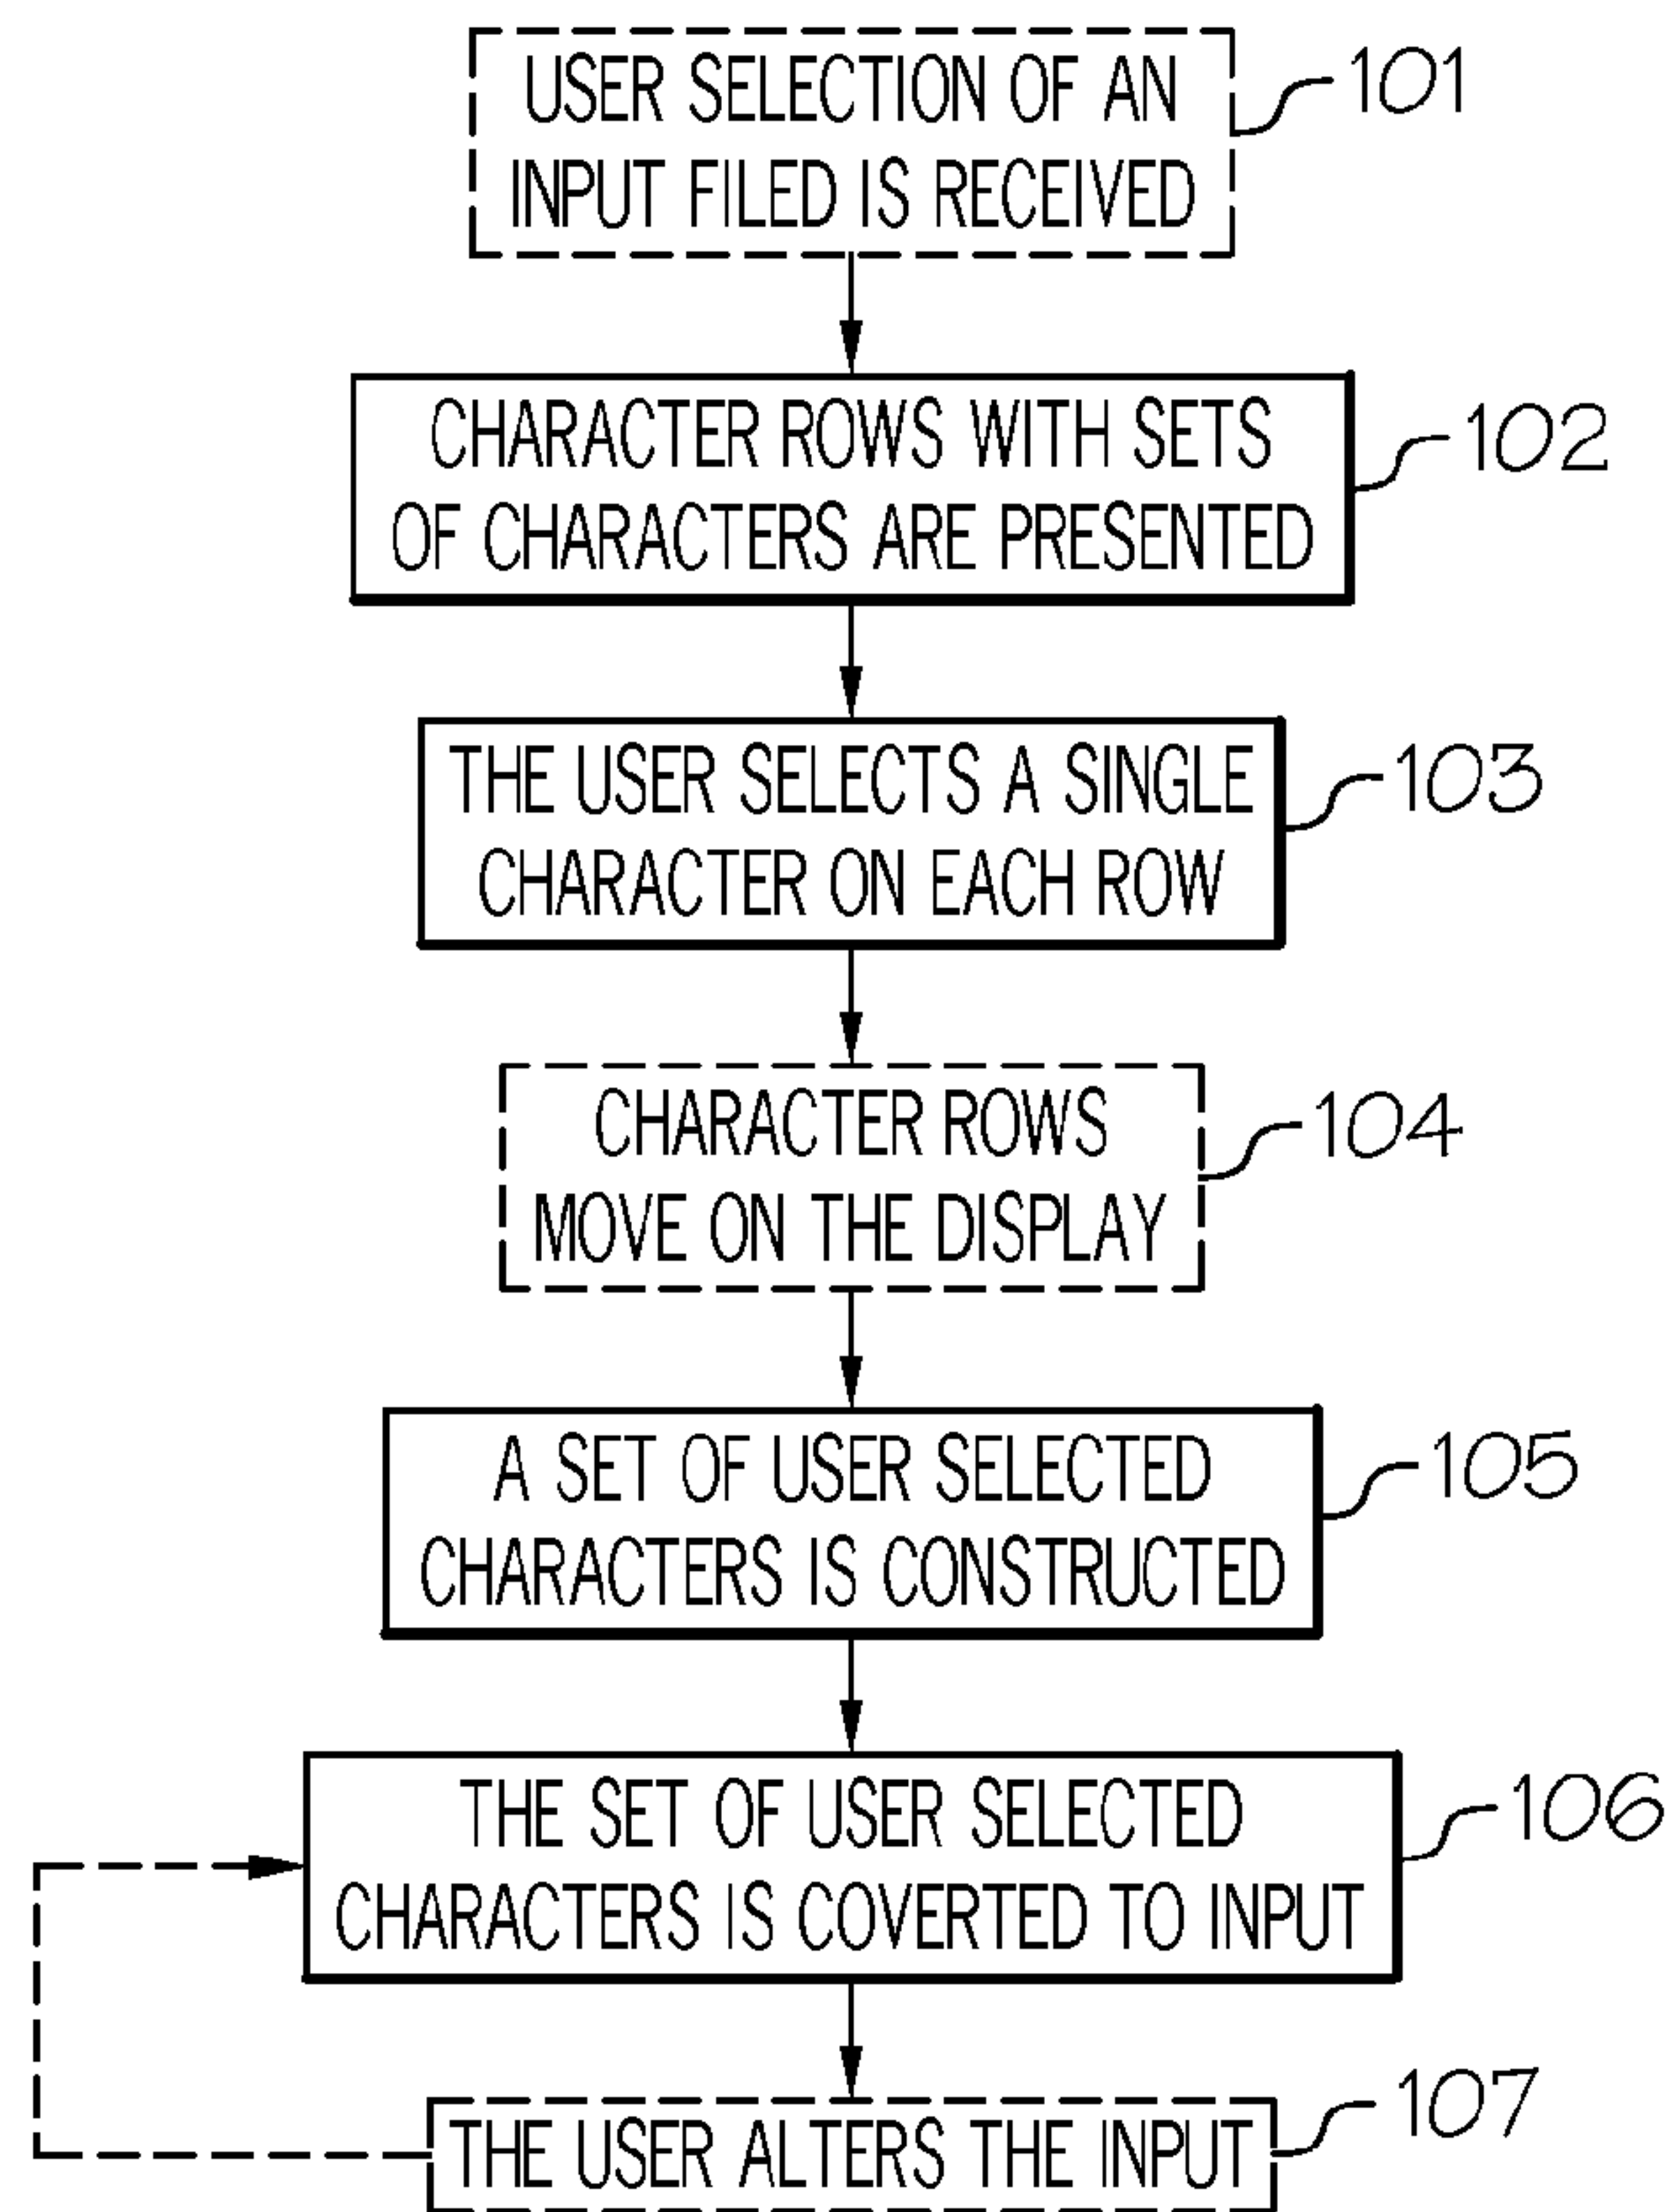 USER SELECTION OF AN
INPUT FILED IS RECEIVED
101
CHARACTER ROWS WITH SETS
OF CHARACTERS ARE PRESENTED
102
THE USER SELECTS A SINGLE
CHARACTER ON EACH ROW
103
CHARACTER ROWS
MOVE ON THE DISPLAY
104
A SET OF USER SELECTED
CHARACTERS IS CONSTRUCTED
105
THE SET OF USER SELECTED
CHARACTERS IS COVERTED TO INPUT
106
THE USER ALTERS THE INPUT
107